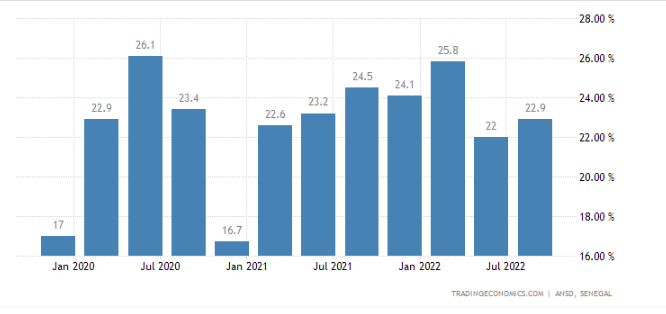 28.00 %
26.1
25.8
26.00 %
24.5
24.1
24.00 %
22.9
23.4
22.6
23.2
22
22.9
22.00 %
20.00 %
18.00 %
17
16.7
16.00 %
Jan 2020
Jul 2020
Jan 2021
Jul 2021
Jan 2022
Jul 2022
TRADINGECONOMICS.COM | ANSD, SENEGAL